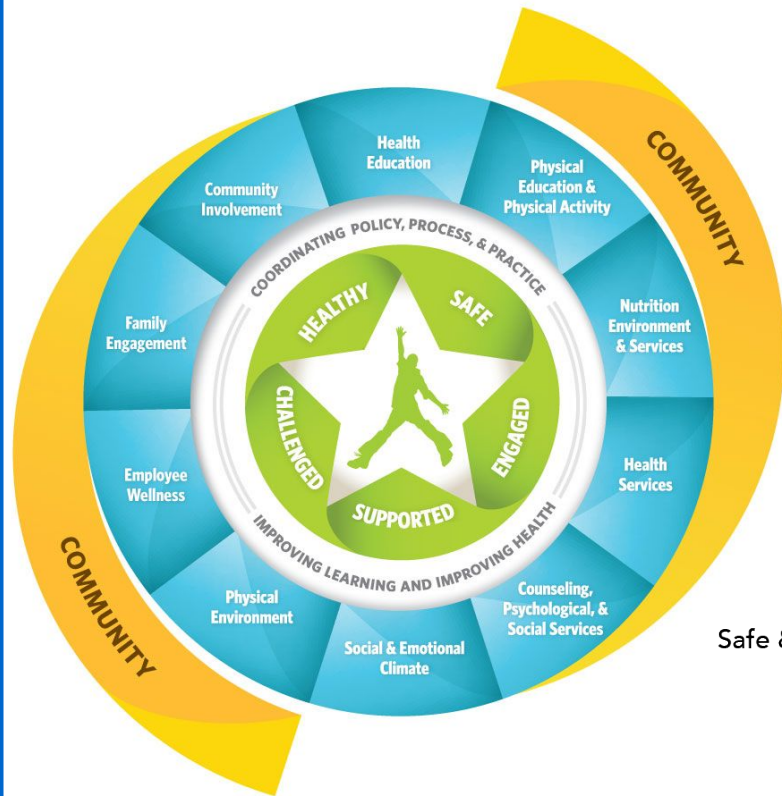 COMMUNITY
Health
Education
Physical
Education &
Physical Activity
Nutrition
Environment
& Services
Health
Services
Counseling,
Psychological, &
Social Services
Social & Emotional
Climate
Physical
Environment
Employee
Wellness
Family
Engagement
Community
Involvement
COORDINATING POLICY, PROCESS, & PRACTICE
IMPROVING LEARNING AND IMPROVING HEALTH
HEALTHY
SAFE
ENGAGED
SUPPORTED
CHALLENGED
COMMUNITY
Safe &